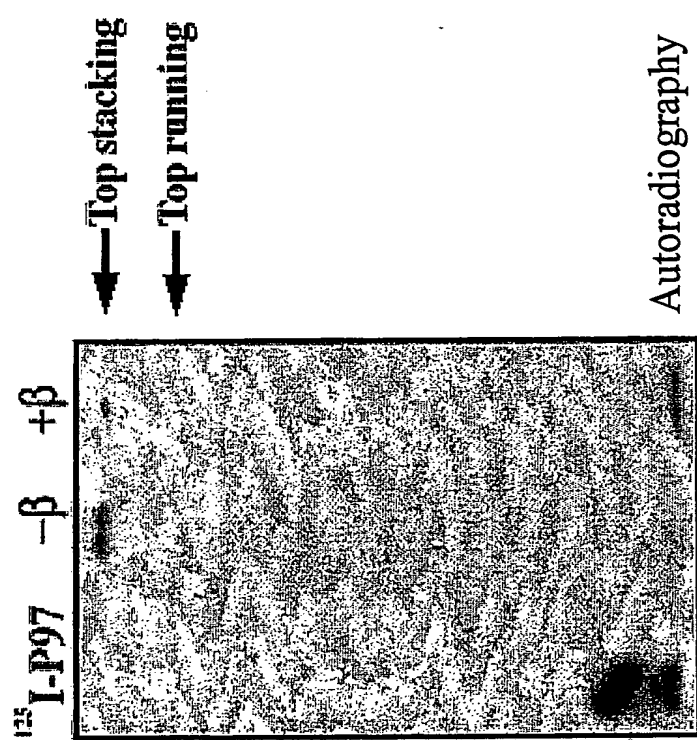 ¹²⁵I-P97 -β +β
Top stacking
Top running
Autoradiography